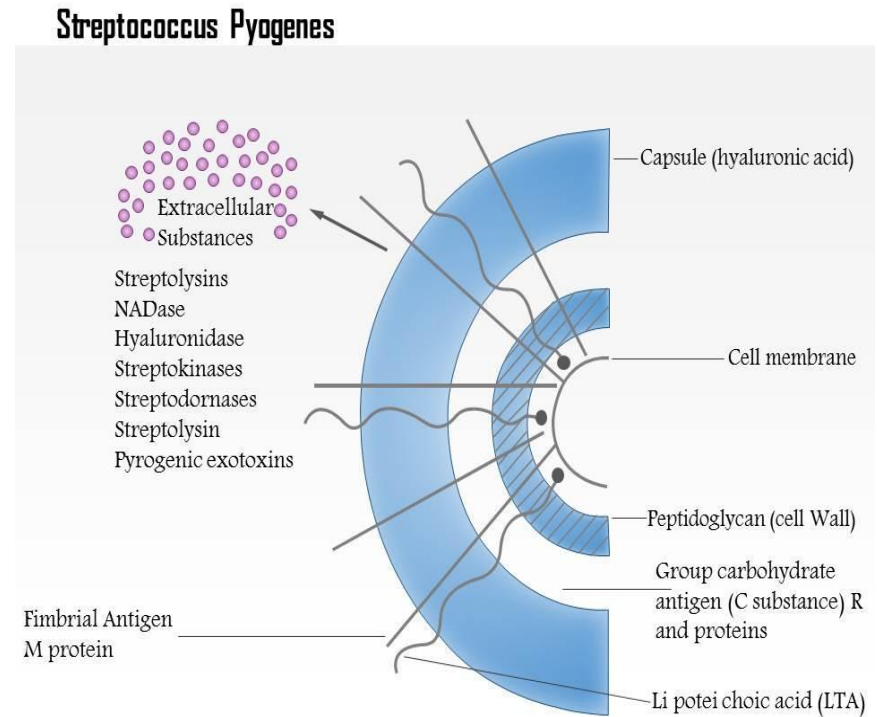 Streptococcus Pyogenes
Capsule (hyaluronic acid)
Extracellular
Substances
Streptolysins
NADase
Hyaluronidase
Streptokinases
Streptodornases
Streptolysin
Pyrogenic exotoxins
Cell membrane
Peptidoglycan (cell Wall)
Group carbohydrate
antigen (C substance) R
and proteins
Fimbrial Antigen
M protein
Li potei choic acid (LTA)